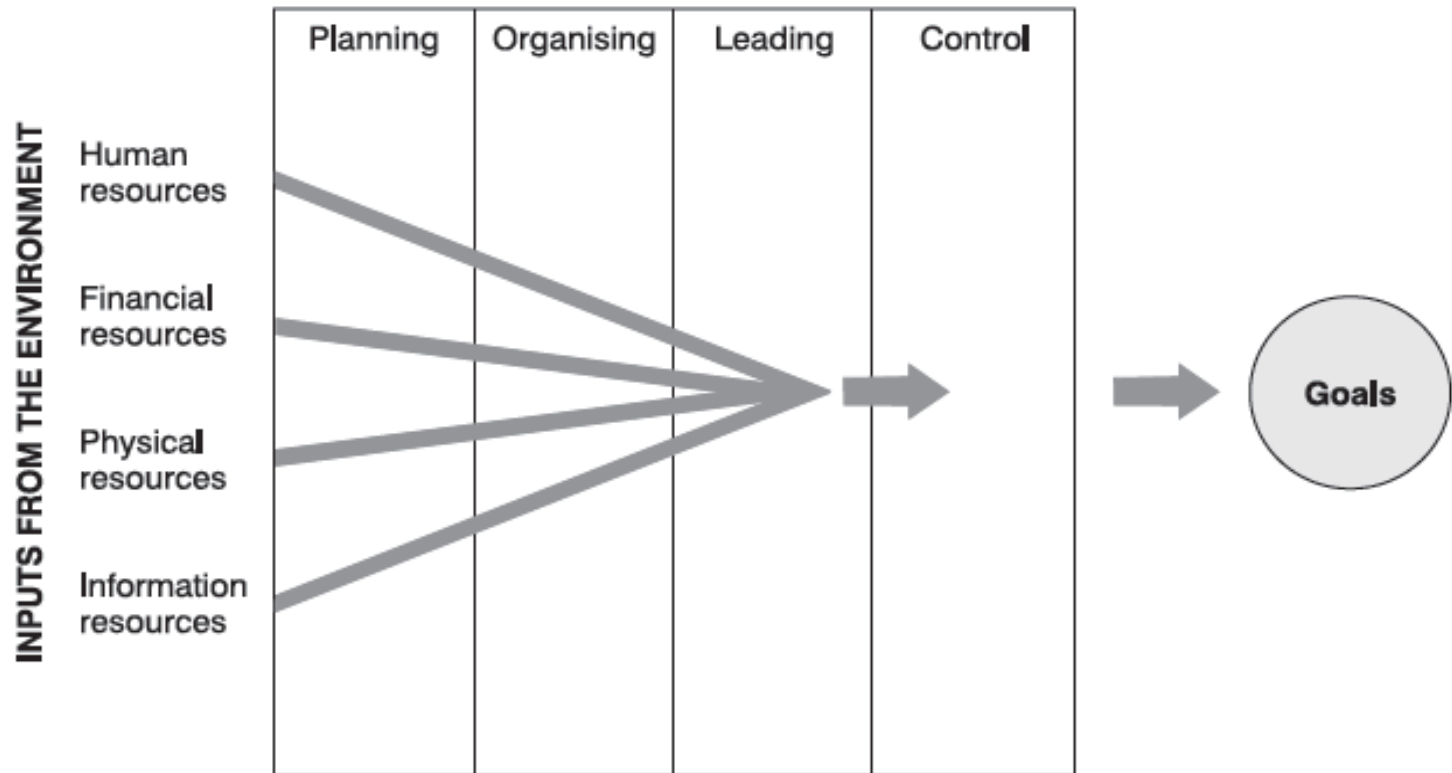 Planning
Organising
Leading
Control
INPUTS FROM THE ENVIRONMENT
Human
resources
Financial
resources
Physical
resources
Information
resources
Goals